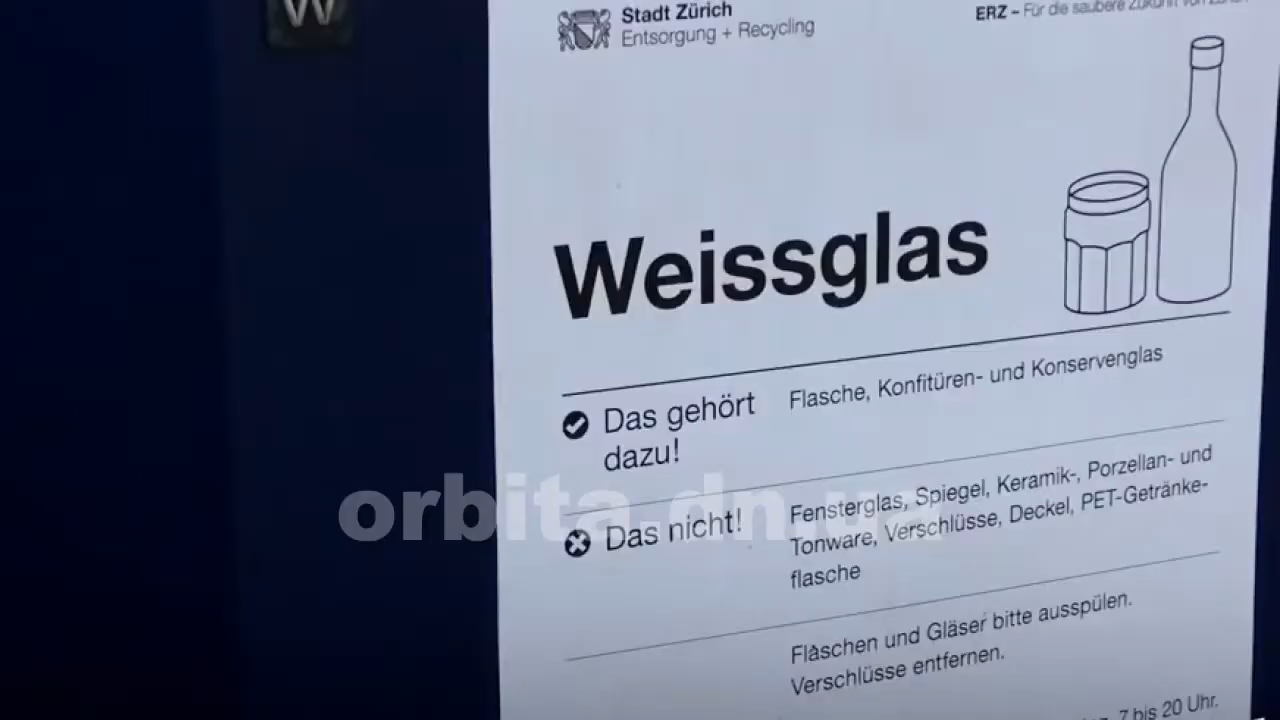 W
Stadt Zürich
Entsorgung + Recycling
ERZ – Für die saubere Zukunft von
Weissglas
Das gehört
dazu!
Flasche, Konfitüren- und Konservenglas
Das nicht!
Fensterglas, Spiegel, Keramik-, Porzellan- und
Tonware, Verschlüsse, Deckel, PET-Getränke-
flasche
Flaschen und Gläser bitte ausspülen.
Verschlüsse entfernen.
7 bis 20 Uhr.
orbita.dn.ua